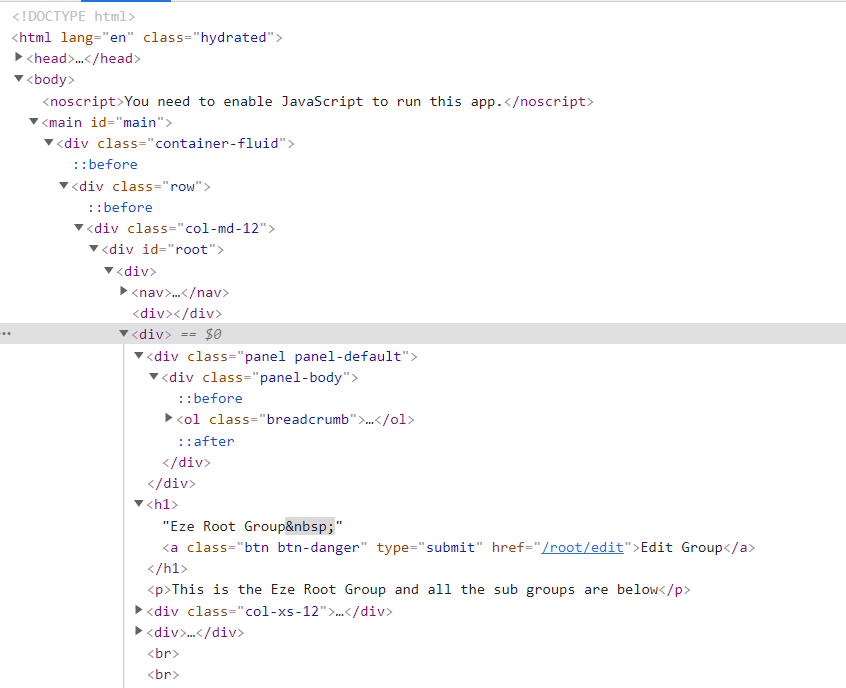 <!DOCTYPE html>
<html lang="en" class="hydrated">
<head>…</head>
<body>
<noscript>You need to enable JavaScript to run this app.</noscript>
<main id="main">
<div class="container-fluid">
::before
<div class="row">
::before
<div class="col-md-12">
<div id="root">
<div>
<nav>…</nav>
<div></div>
<div> == $0
<div class="panel panel-default">
<div class="panel-body">
::before
<ol class="breadcrumb">…</ol>
::after
</div>
</div>
<h1>
"Eze Root Group&nbsp;"
<a class="btn btn-danger" type="submit" href="/root/edit">Edit Group</a>
</h1>
<p>This is the Eze Root Group and all the sub groups are below</p>
<div class="col-xs-12">…</div>
<div>…</div>
<br>
<br>